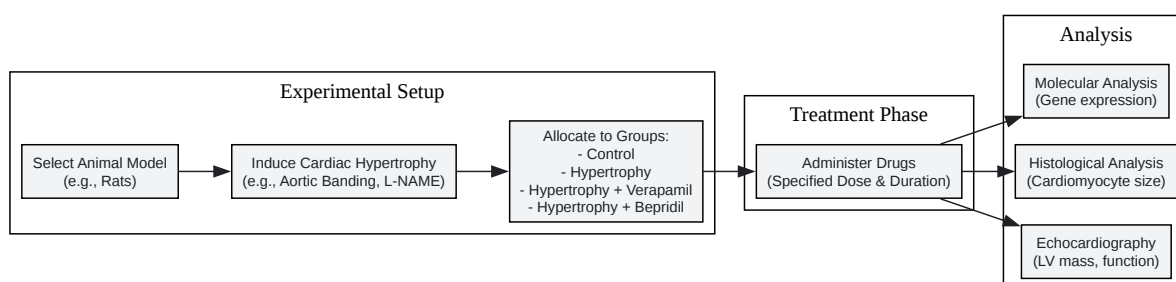 Experimental Setup
Select Animal Model
(e.g., Rats)
Induce Cardiac Hypertrophy
(e.g., Aortic Banding, L-NAME)
Allocate to Groups:
- Control
- Hypertrophy
- Hypertrophy + Verapamil
- Hypertrophy + Bepridil
Treatment Phase
Administer Drugs
(Specified Dose & Duration)
Analysis
Molecular Analysis
(Gene expression)
Histological Analysis
(Cardiomyocyte size)
Echocardiography
(LV mass, function)